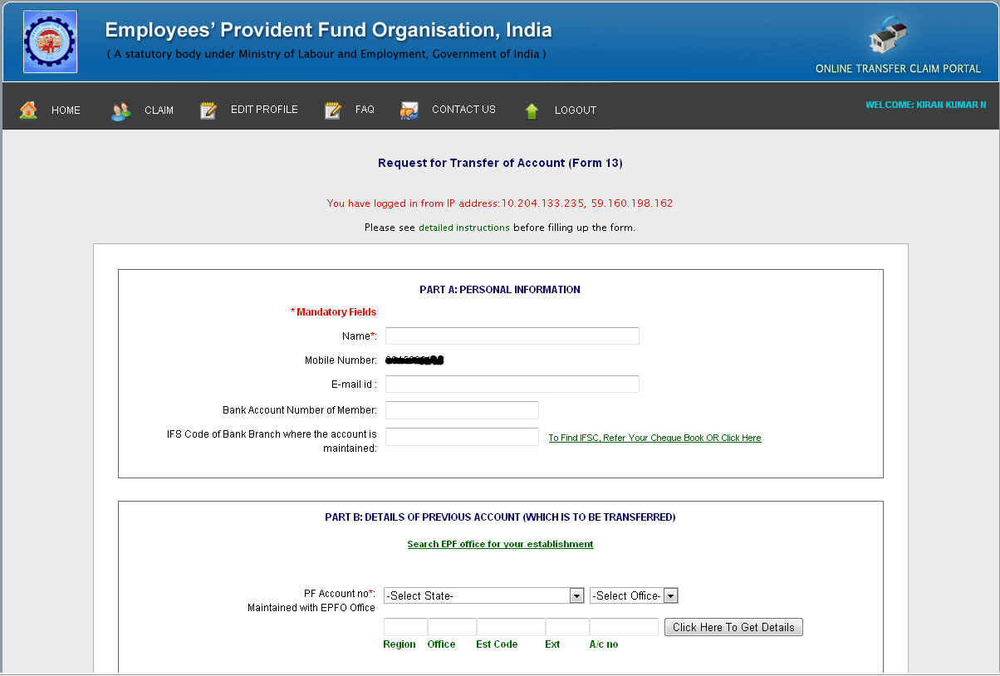 Employees’ Provident Fund Organisation, India
( A statutory body under Ministry of Labour and Employment, Government of India )
ONLINE TRANSFER CLAIM PORTAL
HOME CLAIM EDIT PROFILE FAQ CONTACT US LOGOUT WELCOME: KIRAN KUMAR N
Request for Transfer of Account (Form 13)
You have logged in from IP address:10.204.133.235, 59.160.198.162
Please see detailed instructions before filling up the form.
PART A: PERSONAL INFORMATION
*Mandatory Fields
Name*:
Mobile Number:
E-mail id :
Bank Account Number of Member:
IFS Code of Bank Branch where the account is
maintained:
To Find IFSC, Refer Your Cheque Book OR Click Here
PART B: DETAILS OF PREVIOUS ACCOUNT (WHICH IS TO BE TRANSFERRED)
Search EPF office for your establishment
PF Account no*: -Select State- -Select Office-
Maintained with EPFO Office
Click Here To Get Details
Region Office Est Code Ext A/c no